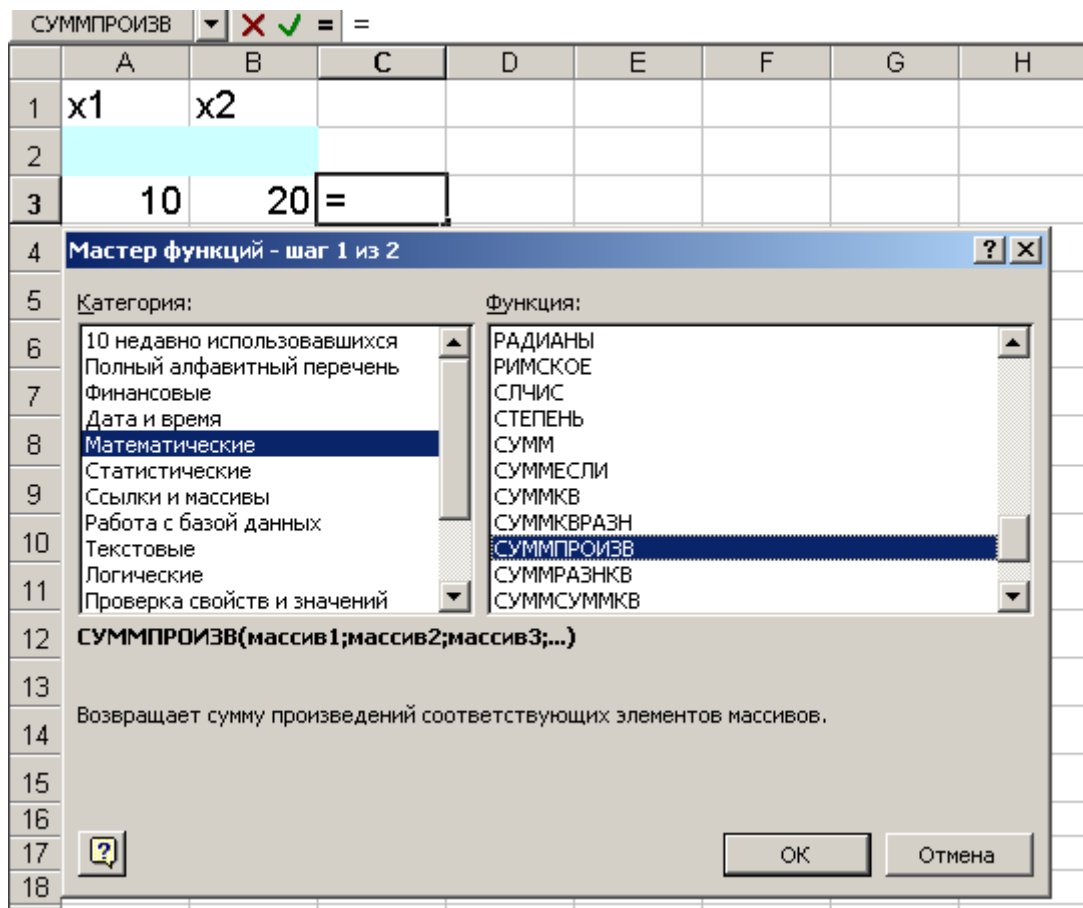 СУММПРОИЗВ = =
A B C D E F G H
1 x1 x2
2
3 10 20 =
4 Мастер функций - шаг 1 из 2 ?
5 Категория: Функция:
6 10 недавно использовавшихся РАДИАНЫ
Полный алфавитный перечень РИМСКОЕ
7 Финансовые СЛЧИС
Дата и время СТЕПЕНЬ
8 Математические СУММ
Статистические СУММЕСЛИ
9 Ссылки и массивы СУММКВ
Работа с базой данных СУММКВРАЗН
10 Текстовые СУММПРОИЗВ
Логические СУММРАЗНКВ
11 Проверка свойств и значений СУММСУММКВ
12 СУММПРОИЗВ(массив1;массив2;массив3;...)
13
Возвращает сумму произведений соответствующих элементов массивов.
14
15
16
17 ? ОК Отмена
18